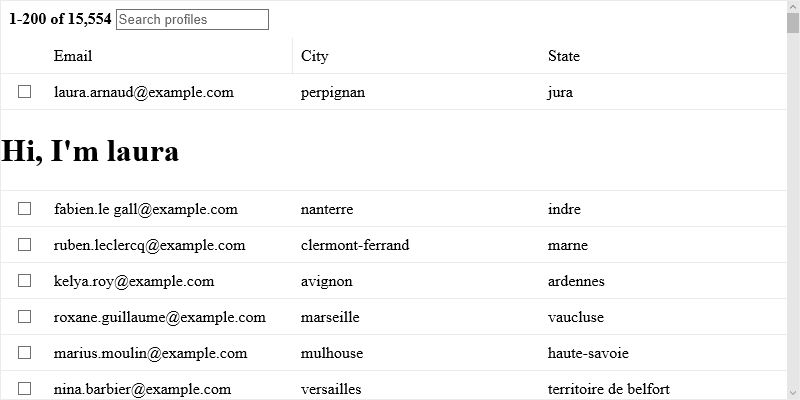 1-200 of 15,554 Search profiles
Email City State
laura.arnaud@example.com perpignan jura
Hi, I'm laura
fabien.le gall@example.com nanterre indre
ruben.leclercq@example.com clermont-ferrand marne
kelya.roy@example.com avignon ardennes
roxane.guillaume@example.com marseille vaucluse
marius.moulin@example.com mulhouse haute-savoie
nina.barbier@example.com versailles territoire de belfort